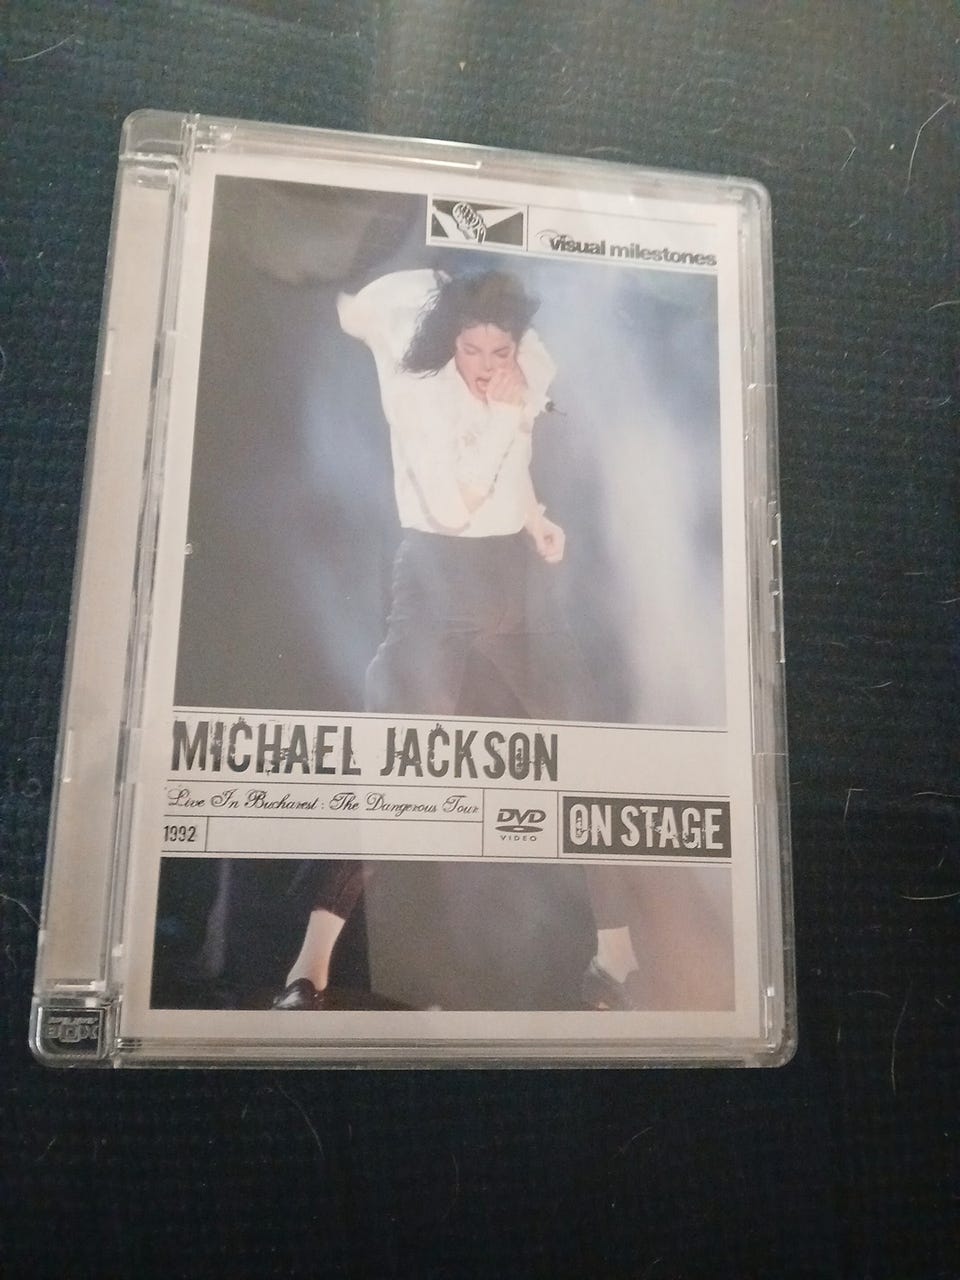 visual milestones
MICHAEL JACKSON
Live In Bucharest: The Dangerous Tour
1992
DVD
VIDEO
ON STAGE